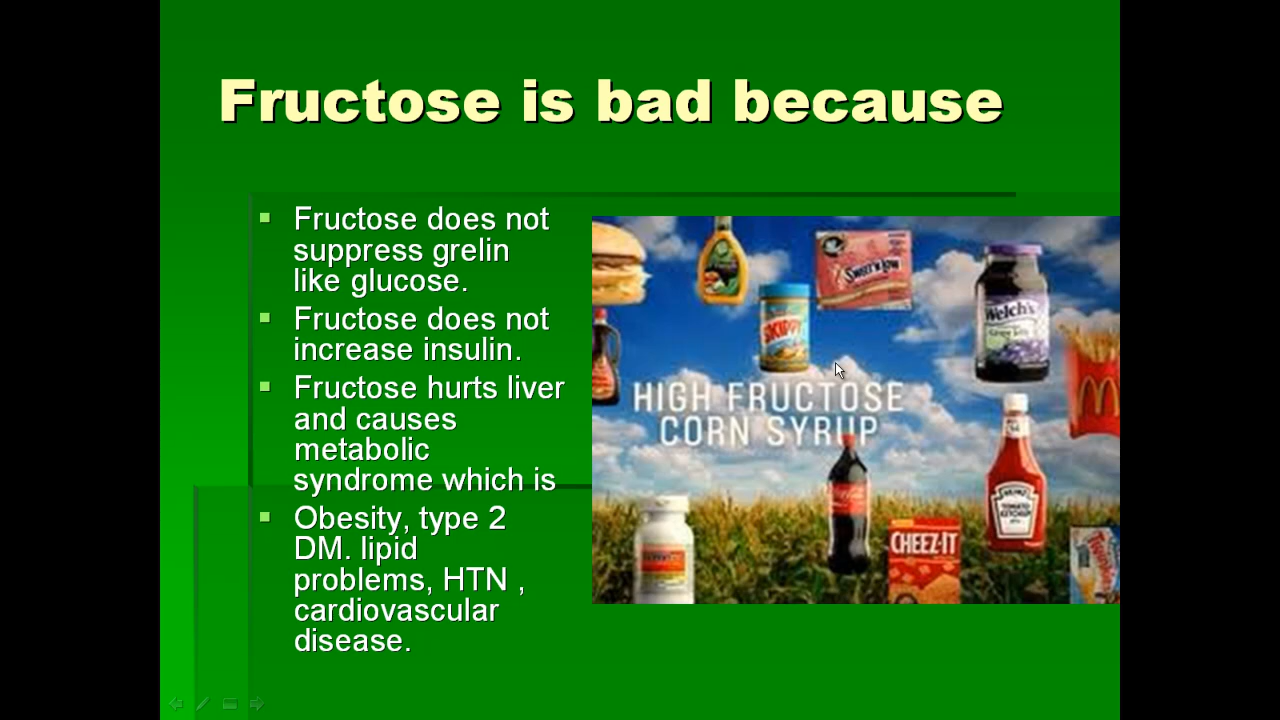 Fructose is bad because
Fructose does not
suppress grelin
like glucose.
Fructose does not
increase insulin.
Fructose hurts liver
and causes
metabolic
syndrome which is
Obesity, type 2
DM. lipid
problems, HTN ,
cardiovascular
disease.
Sweet'N Low
SKIPPY
Welch's
HIGH FRUCTOSE
CORN SYRUP
HEINZ
TOMATO
KETCHUP
CHEEZ-IT